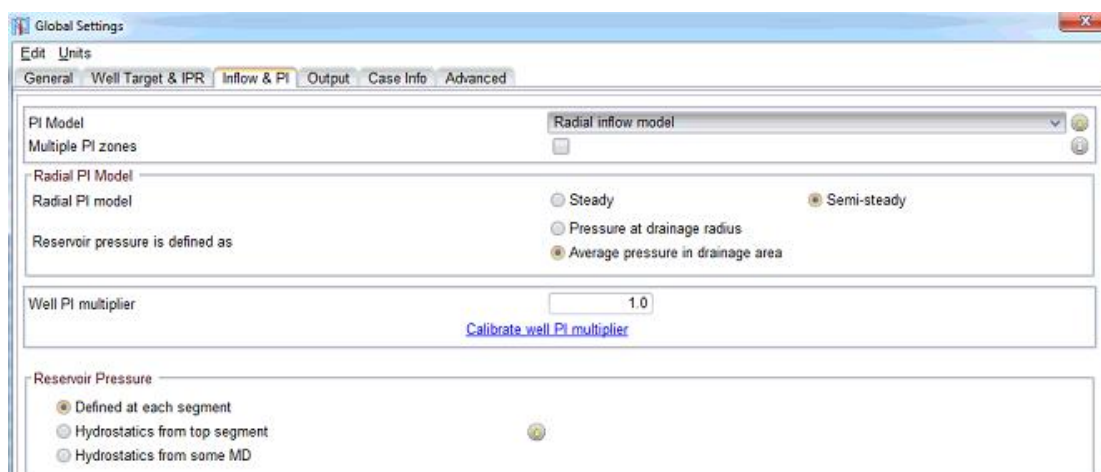 Global Settings
Edit Units
General Well Target & IPR Inflow & PI Output Case Info Advanced
PI Model Radial inflow model
Multiple PI zones
Radial PI Model
Radial PI model Steady Semi-steady
Reservoir pressure is defined as Pressure at drainage radius
Average pressure in drainage area
Well PI multiplier 1.0
Calibrate well PI multiplier
Reservoir Pressure
Defined at each segment
Hydrostatics from top segment
Hydrostatics from some MD